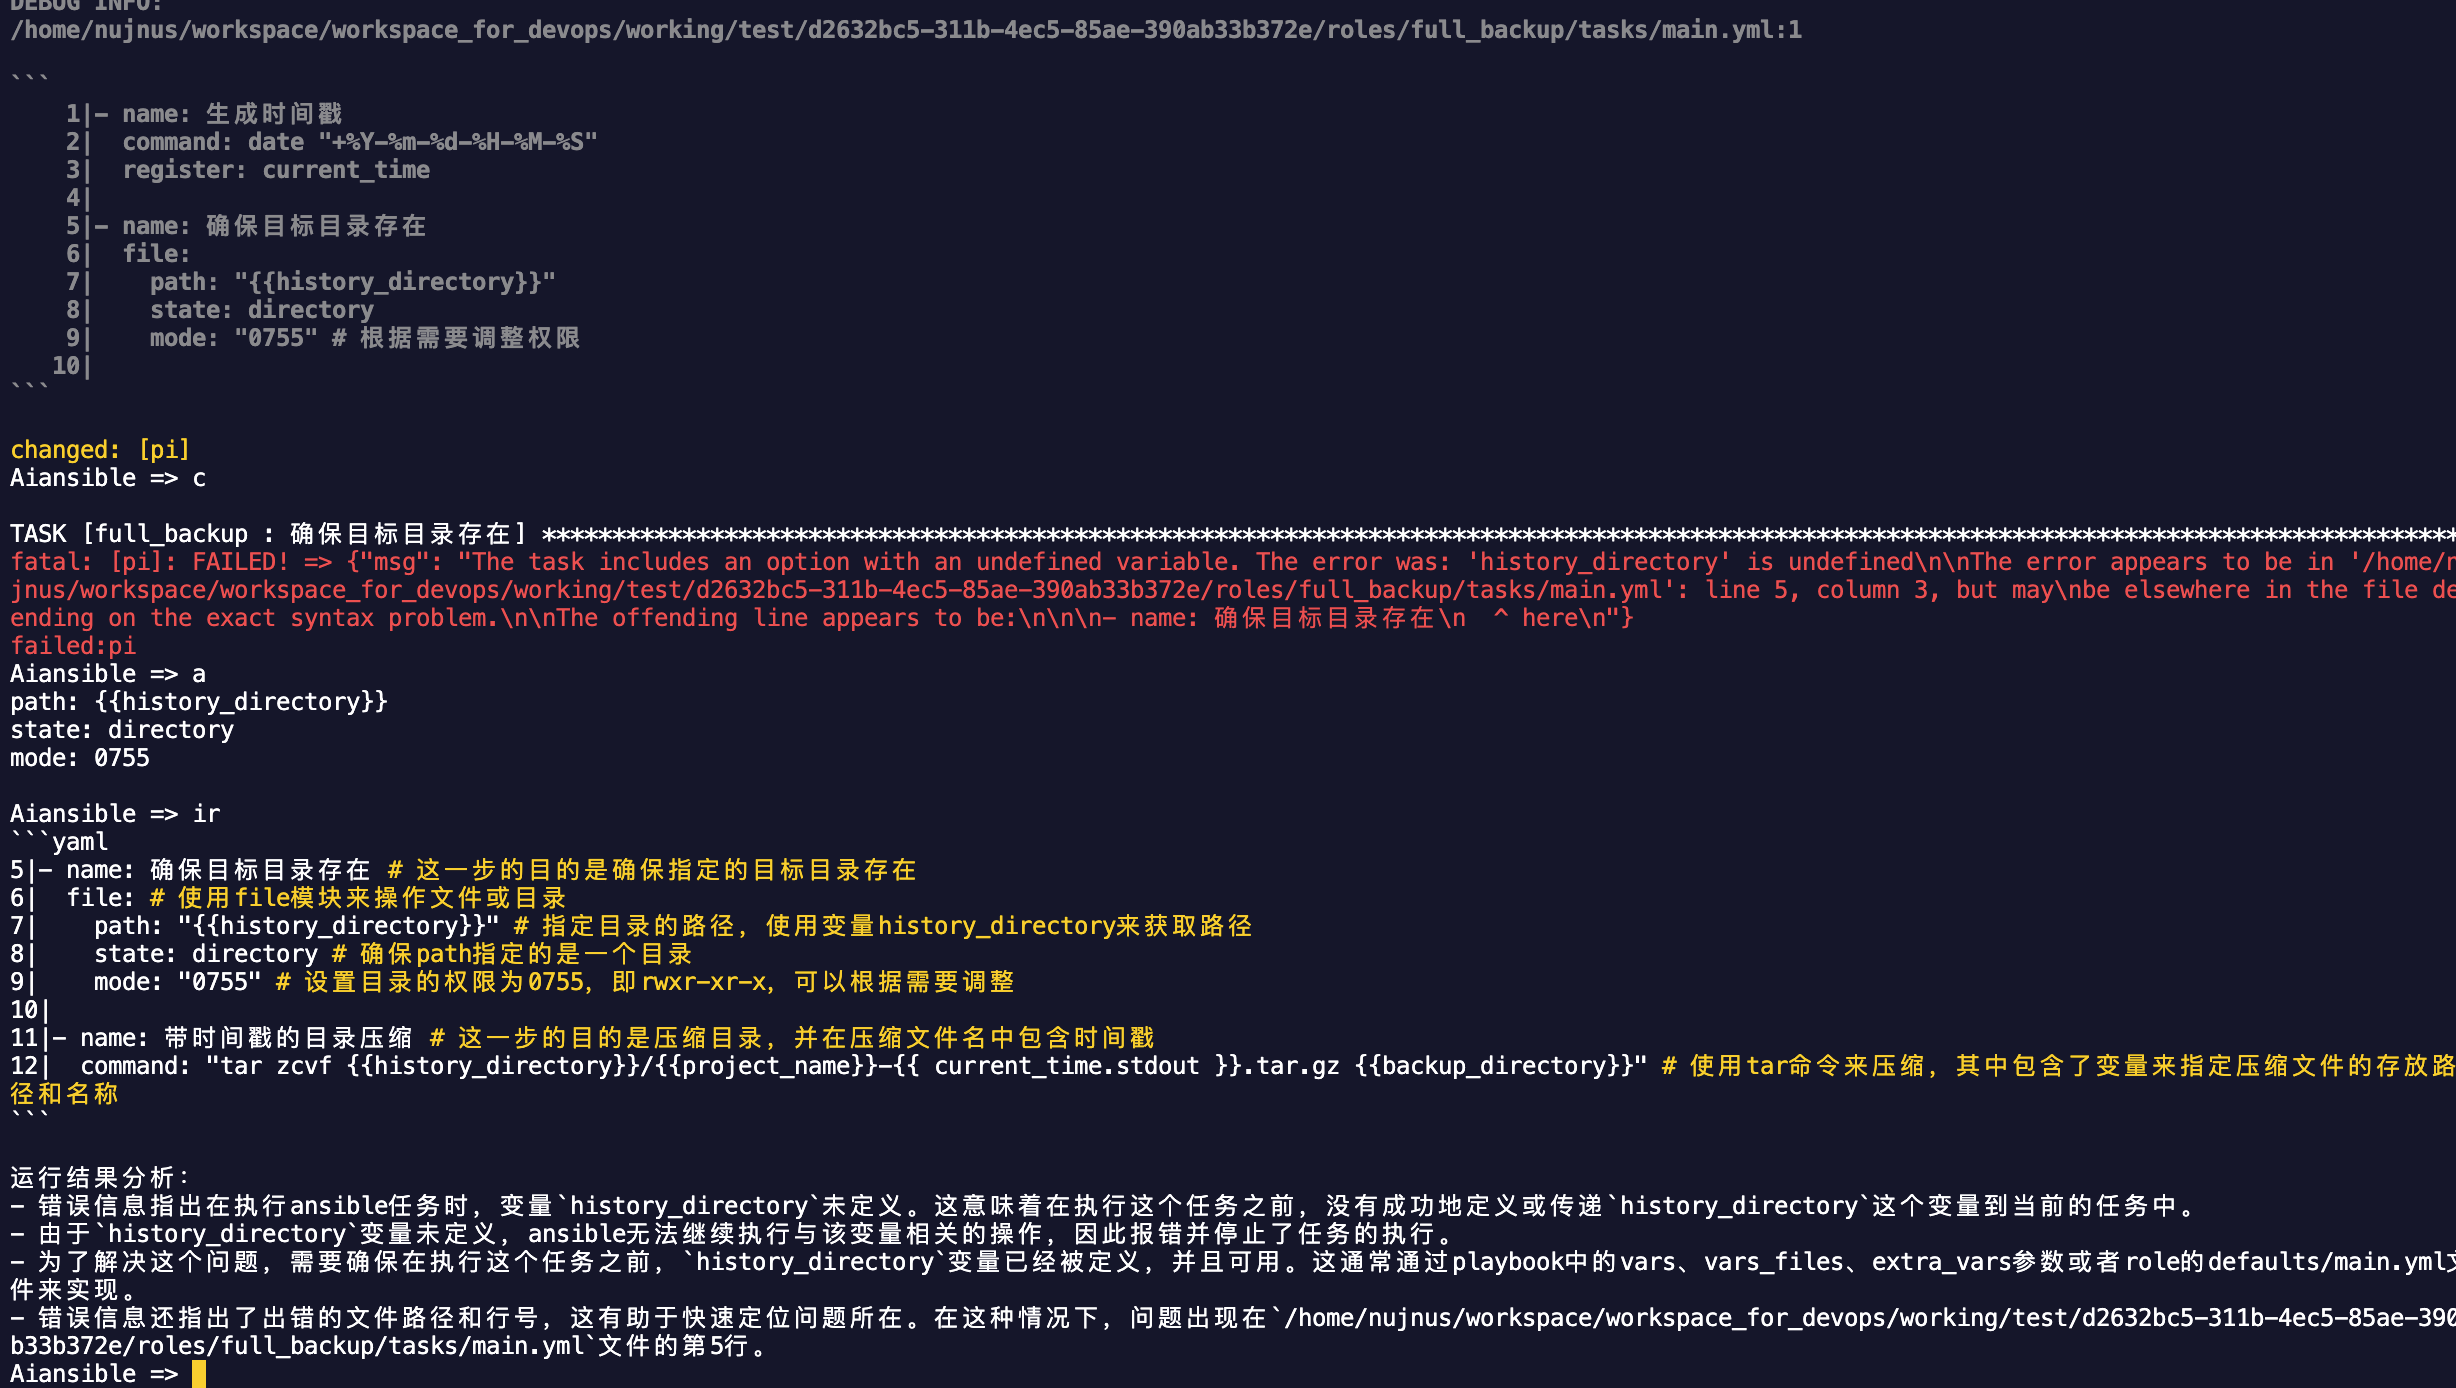 DEBUG INFO:
/home/nujnus/workspace/workspace_for_devops/working/test/d2632bc5-311b-4ec5-85ae-390ab33b372e/roles/full_backup/tasks/main.yml:1
```
     1|- name: 生成时间戳
     2|  command: date "+%Y-%m-%d-%H-%M-%S"
     3|  register: current_time
     4|
     5|- name: 确保目标目录存在
     6|  file:
     7|    path: "{{history_directory}}"
     8|    state: directory
     9|    mode: "0755" # 根据需要调整权限
    10|
```
changed: [pi]
Aiansible => c
TASK [full_backup : 确保目标目录存在] *****************************************************************************************************************************************
fatal: [pi]: FAILED! => {"msg": "The task includes an option with an undefined variable. The error was: 'history_directory' is undefined\n\nThe error appears to be in '/home/n
jnus/workspace/workspace_for_devops/working/test/d2632bc5-311b-4ec5-85ae-390ab33b372e/roles/full_backup/tasks/main.yml': line 5, column 3, but may\nbe elsewhere in the file de
ending on the exact syntax problem.\n\nThe offending line appears to be:\n\n\n- name: 确保目标目录存在\n  ^ here\n"}
failed:pi
Aiansible => a
path: {{history_directory}}
state: directory
mode: 0755
Aiansible => ir
```yaml
5|- name: 确保目标目录存在 # 这一步的目的是确保指定的目标目录存在
6|  file: # 使用file模块来操作文件或目录
7|    path: "{{history_directory}}" # 指定目录的路径，使用变量history_directory来获取路径
8|    state: directory # 确保path指定的是一个目录
9|    mode: "0755" # 设置目录的权限为0755，即rwxr-xr-x，可以根据需要调整
10|
11|- name: 带时间戳的目录压缩 # 这一步的目的是压缩目录，并在压缩文件名中包含时间戳
12|  command: "tar zcvf {{history_directory}}/{{project_name}}-{{ current_time.stdout }}.tar.gz {{backup_directory}}" # 使用tar命令来压缩，其中包含了变量来指定压缩文件的存放路
径和名称
```
运行结果分析：
- 错误信息指出在执行ansible任务时，变量`history_directory`未定义。这意味着在执行这个任务之前，没有成功地定义或传递`history_directory`这个变量到当前的任务中。
- 由于`history_directory`变量未定义，ansible无法继续执行与该变量相关的操作，因此报错并停止了任务的执行。
- 为了解决这个问题，需要确保在执行这个任务之前，`history_directory`变量已经被定义，并且可用。这通常通过playbook中的vars、vars_files、extra_vars参数或者role的defaults/main.yml文
件来实现。
- 错误信息还指出了出错的文件路径和行号，这有助于快速定位问题所在。在这种情况下，问题出现在`/home/nujnus/workspace/workspace_for_devops/working/test/d2632bc5-311b-4ec5-85ae-390
b33b372e/roles/full_backup/tasks/main.yml`文件的第5行。
Aiansible =>